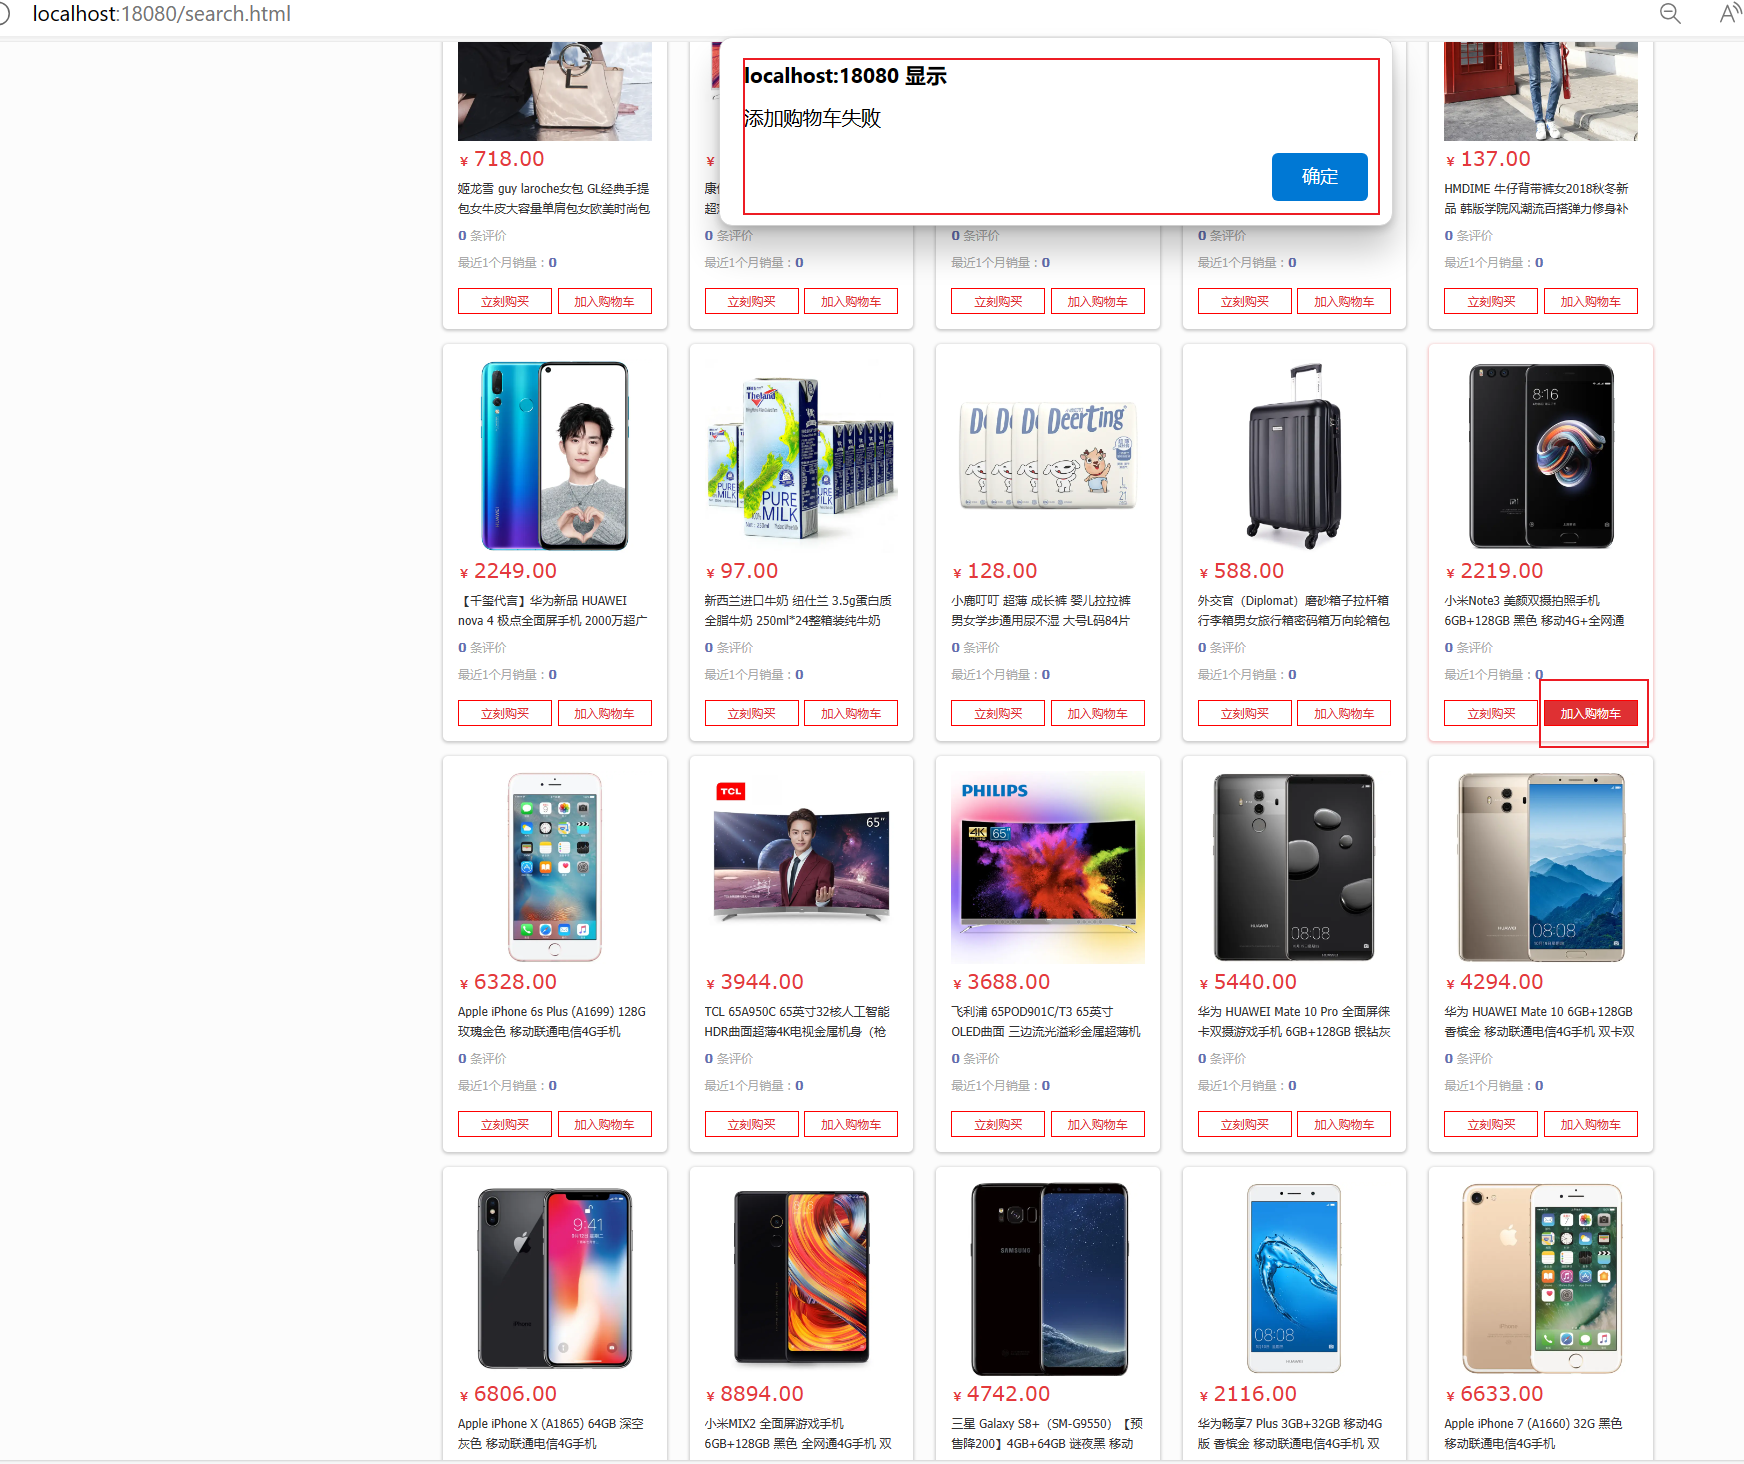 localhost:18080/search.html
localhost:18080 显示
添加购物车失败
确定
¥ 718.00
¥
¥ 137.00
姬龙雪 guy laroche女包 GL经典手提
包女牛皮大容量单肩包女欧美时尚包
HMDIME 牛仔背带裤女2018秋冬新
品 韩版学院风潮流百搭弹力修身补
0 条评价
0 条评价
0 条评价
0 条评价
0 条评价
最近1个月销量：0
最近1个月销量：0
最近1个月销量：0
最近1个月销量：0
最近1个月销量：0
立刻购买 加入购物车
立刻购买 加入购物车
立刻购买 加入购物车
立刻购买 加入购物车
立刻购买 加入购物车
HUAWEI
¥ 2249.00
【千玺代言】华为新品 HUAWEI
nova 4 极点全面屏手机 2000万超广
0 条评价
最近1个月销量：0
立刻购买 加入购物车
Theland
PURE
MILK
¥ 97.00
新西兰进口牛奶 纽仕兰 3.5g蛋白质
全脂牛奶 250ml*24整箱装纯牛奶
0 条评价
最近1个月销量：0
立刻购买 加入购物车
Deerting
L
21
¥ 128.00
小鹿叮叮 超薄 成长裤 婴儿拉拉裤
男女学步通用尿不湿 大号L码84片
0 条评价
最近1个月销量：0
立刻购买 加入购物车
¥ 588.00
外交官（Diplomat）磨砂箱子拉杆箱
行李箱男女旅行箱密码箱万向轮箱包
0 条评价
最近1个月销量：0
立刻购买 加入购物车
8:16
¥ 2219.00
小米Note3 美颜双摄拍照手机
6GB+128GB 黑色 移动4G+全网通
0 条评价
最近1个月销量：0
立刻购买 加入购物车
¥ 6328.00
Apple iPhone 6s Plus (A1699) 128G
玫瑰金色 移动联通电信4G手机
0 条评价
最近1个月销量：0
立刻购买 加入购物车
TCL
65"
¥ 3944.00
TCL 65A950C 65英寸32核人工智能
HDR曲面超薄4K电视金属机身（枪
0 条评价
最近1个月销量：0
立刻购买 加入购物车
PHILIPS
4K 65"
¥ 3688.00
飞利浦 65POD901C/T3 65英寸
OLED曲面 三边流光溢彩金属超薄机
0 条评价
最近1个月销量：0
立刻购买 加入购物车
HUAWEI
08:08
¥ 5440.00
华为 HUAWEI Mate 10 Pro 全面屏徕
卡双摄游戏手机 6GB+128GB 银钻灰
0 条评价
最近1个月销量：0
立刻购买 加入购物车
HUAWEI
08:08
¥ 4294.00
华为 HUAWEI Mate 10 6GB+128GB
香槟金 移动联通电信4G手机 双卡双
0 条评价
最近1个月销量：0
立刻购买 加入购物车
9:41
iPhone
¥ 6806.00
Apple iPhone X (A1865) 64GB 深空
灰色 移动联通电信4G手机
¥ 8894.00
小米MIX2 全面屏游戏手机
6GB+128GB 黑色 全网通4G手机 双
SAMSUNG
¥ 4742.00
三星 Galaxy S8+（SM-G9550）【预
售降200】4GB+64GB 谜夜黑 移动
08:08
HUAWEI
¥ 2116.00
华为畅享7 Plus 3GB+32GB 移动4G
版 香槟金 移动联通电信4G手机 双
¥ 6633.00
Apple iPhone 7 (A1660) 32G 黑色
移动联通电信4G手机